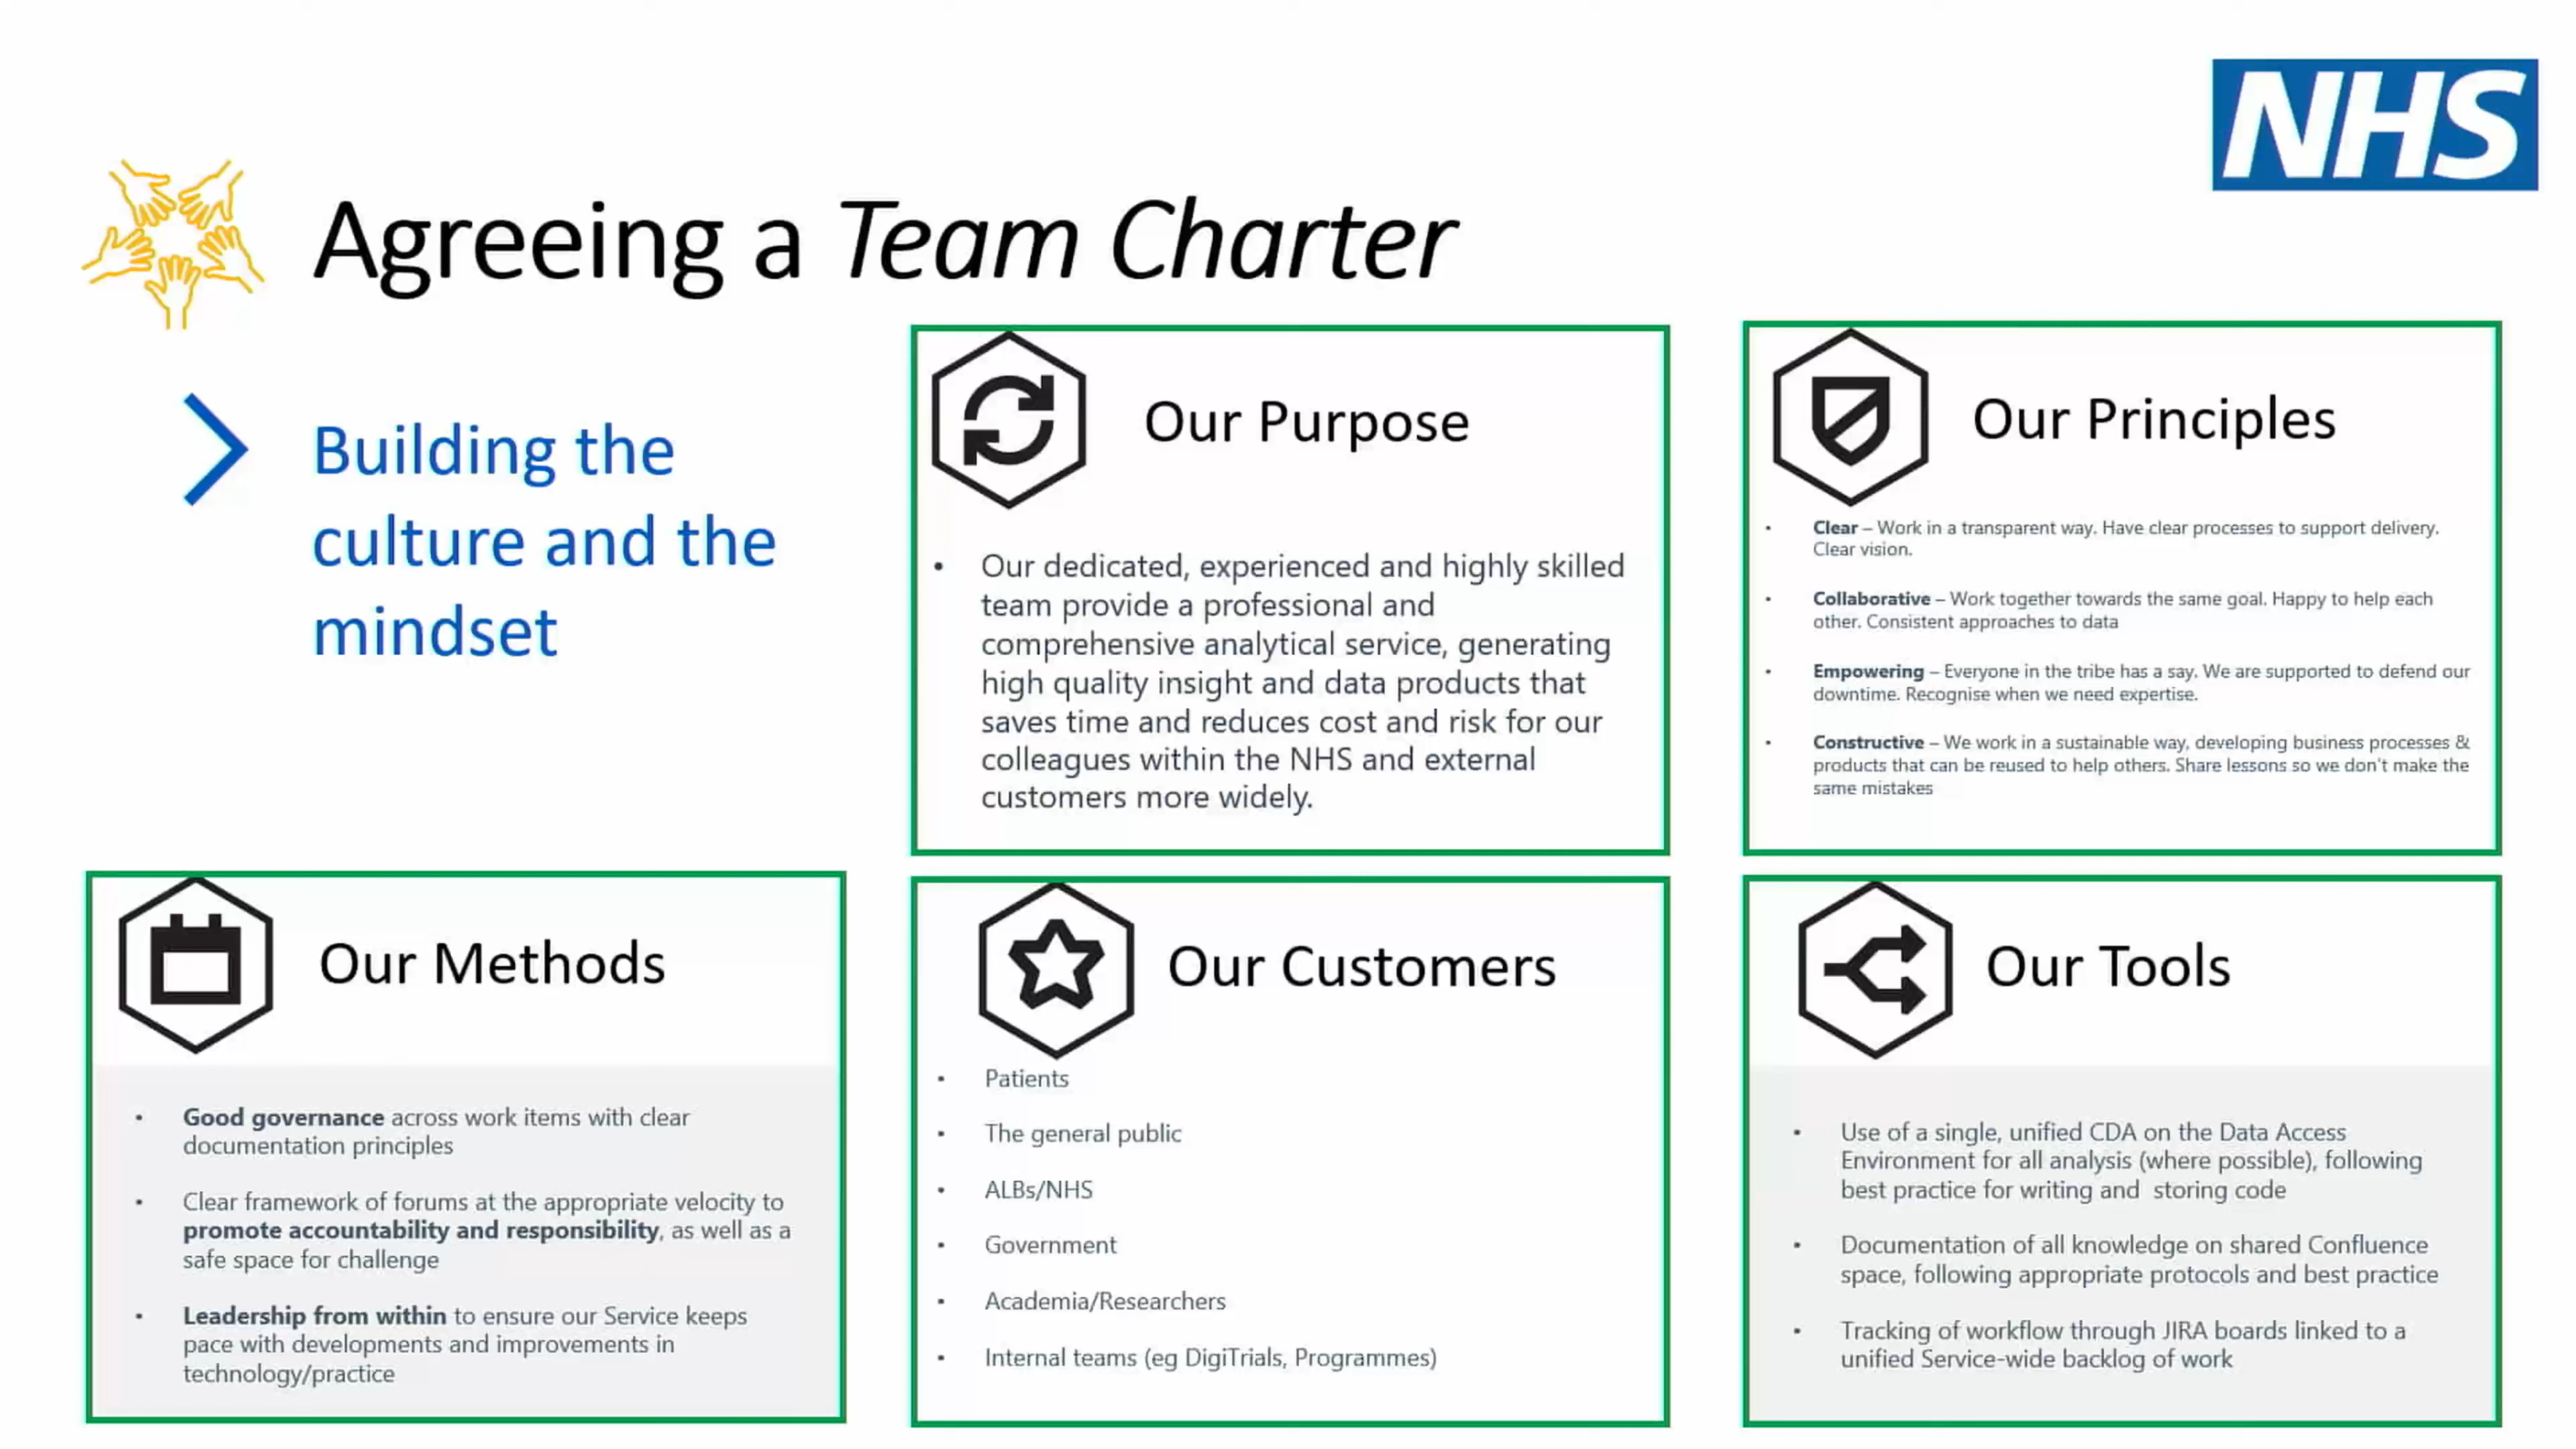 NHS
Agreeing a Team Charter
Building the
culture and the
mindset
Our Purpose
• Our dedicated, experienced and highly skilled
team provide a professional and
comprehensive analytical service, generating
high quality insight and data products that
saves time and reduces cost and risk for our
colleagues within the NHS and external
customers more widely.
Our Principles
• Clear – Work in a transparent way. Have clear processes to support delivery.
Clear vision.
• Collaborative – Work together towards the same goal. Happy to help each
other. Consistent approaches to data
• Empowering – Everyone in the tribe has a say. We are supported to defend our
downtime. Recognise when we need expertise.
• Constructive – We work in a sustainable way, developing business processes &
products that can be reused to help others. Share lessons so we don't make the
same mistakes
Our Methods
• Good governance across work items with clear
documentation principles
• Clear framework of forums at the appropriate velocity to
promote accountability and responsibility, as well as a
safe space for challenge
• Leadership from within to ensure our Service keeps
pace with developments and improvements in
technology/practice
Our Customers
• Patients
• The general public
• ALBs/NHS
• Government
• Academia/Researchers
• Internal teams (eg DigiTrials, Programmes)
Our Tools
• Use of a single, unified CDA on the Data Access
Environment for all analysis (where possible), following
best practice for writing and storing code
• Documentation of all knowledge on shared Confluence
space, following appropriate protocols and best practice
• Tracking of workflow through JIRA boards linked to a
unified Service-wide backlog of work